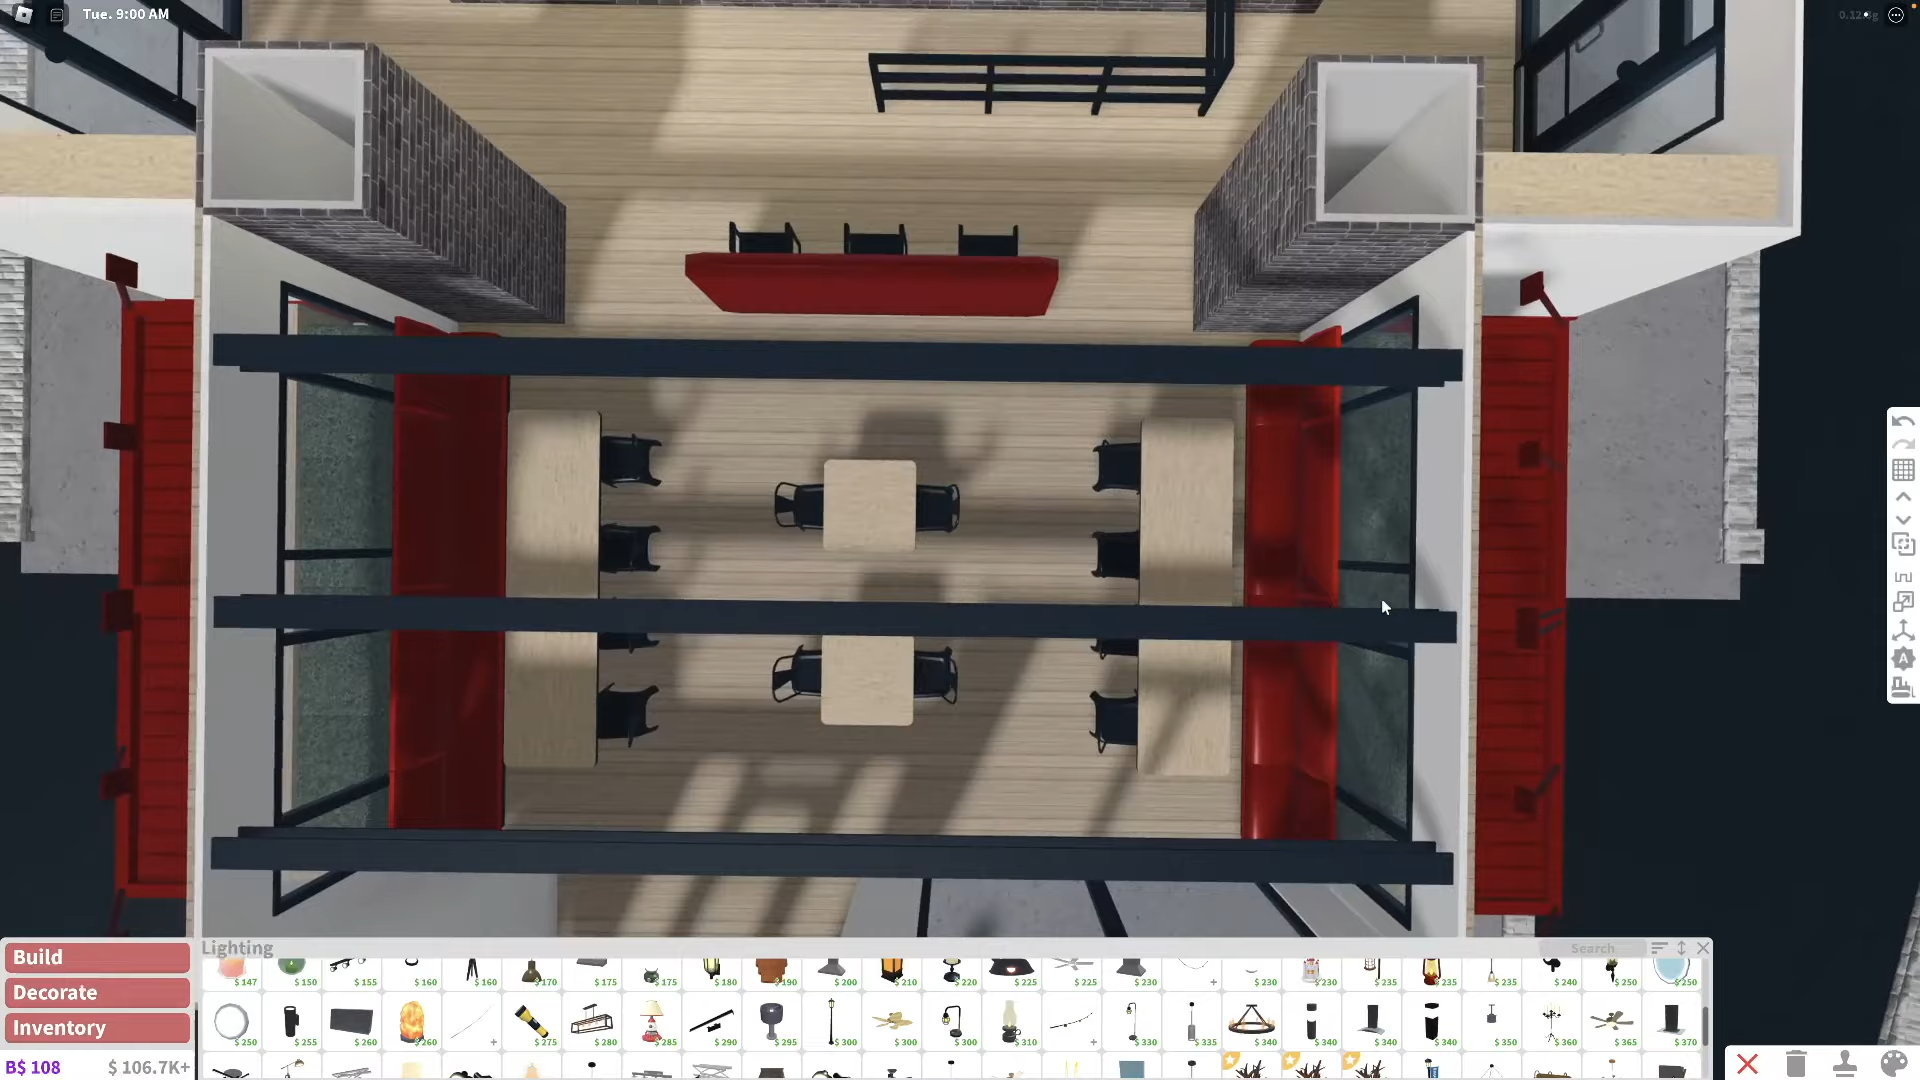 Tue. 9:00 AM
Build
Decorate
Inventory
B$ 108
$ 106.7K+
Lighting
Search
$ 147 $ 150 $ 155 $ 160 $ 160 $ 170 $ 175 $ 175 $ 180 $ 190 $ 200 $ 210 $ 220 $ 225 $ 225 $ 230 + $ 230 $ 230 $ 235 $ 235 $ 235 $ 240 $ 250 $ 250
$ 250 $ 255 $ 260 $ 260 + $ 275 $ 280 $ 285 $ 290 $ 295 $ 300 $ 300 $ 300 $ 310 + $ 330 $ 335 $ 340 $ 340 $ 340 $ 340 $ 350 $ 360 $ 365 $ 370
A